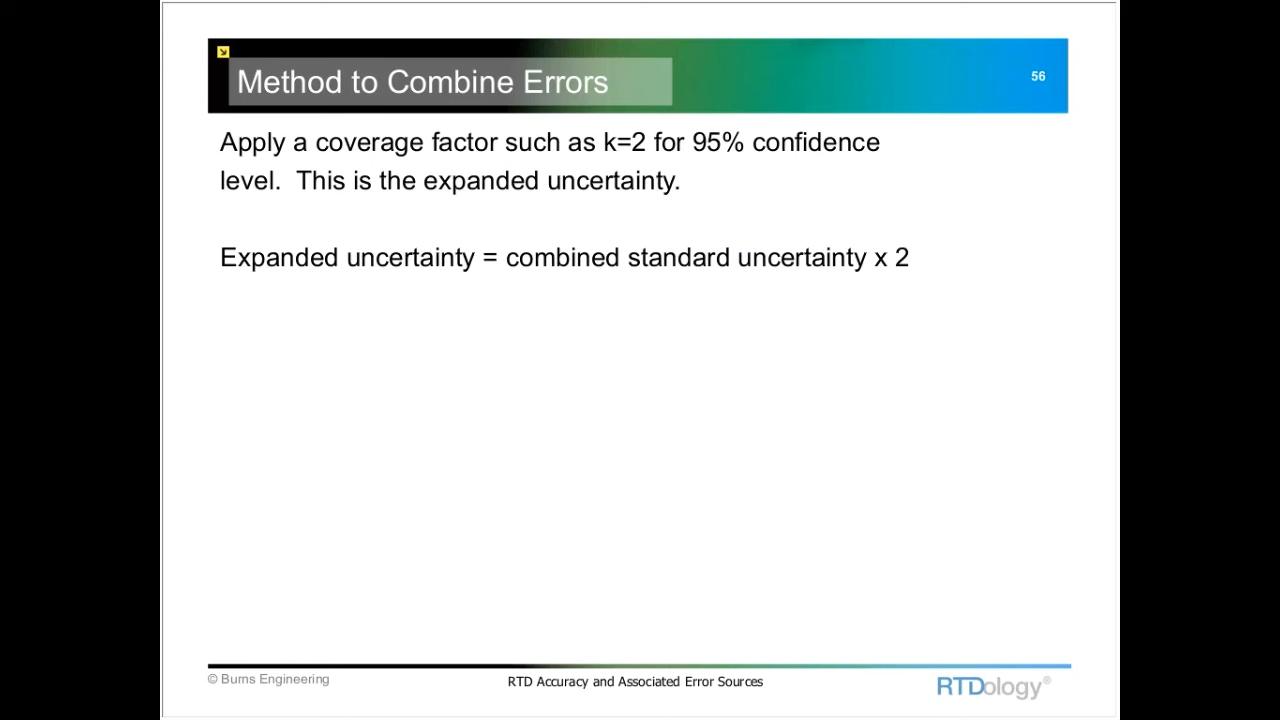 Method to Combine Errors
56
Apply a coverage factor such as k=2 for 95% confidence
level.  This is the expanded uncertainty.
Expanded uncertainty = combined standard uncertainty x 2
© Burns Engineering
RTD Accuracy and Associated Error Sources
RTDology®